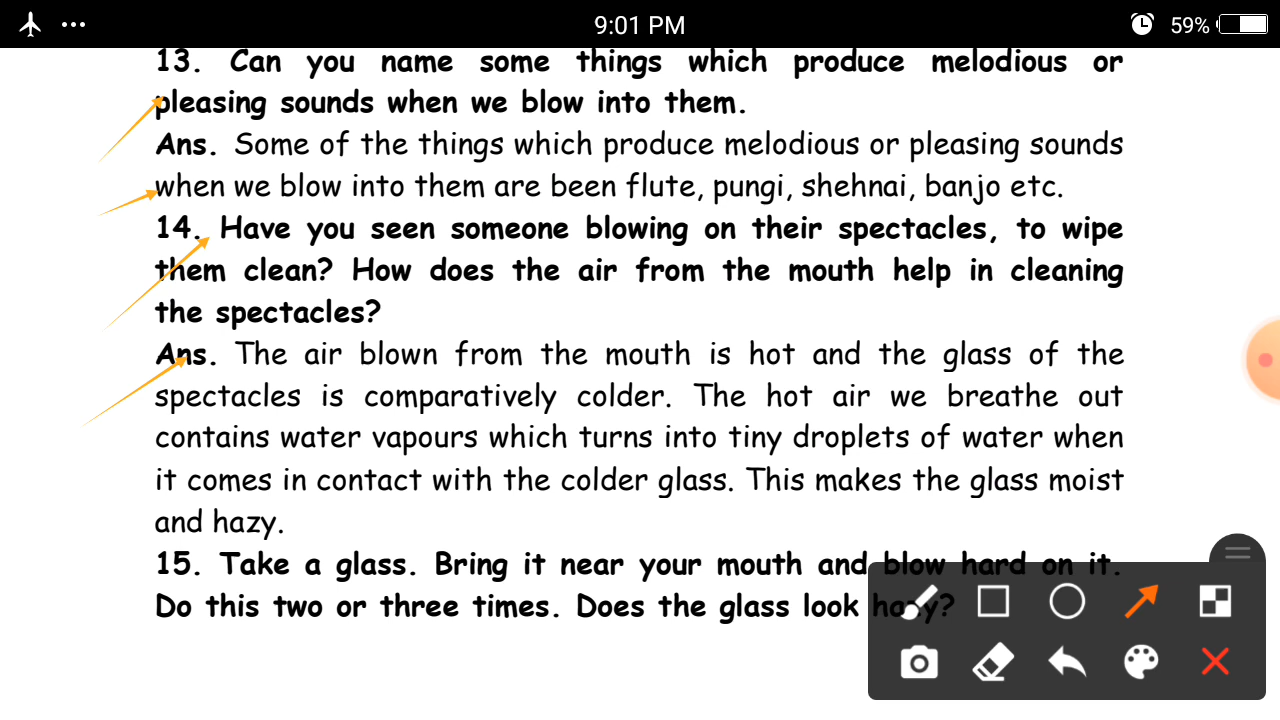 9:01 PM
59%
13. Can you name some things which produce melodious or
pleasing sounds when we blow into them.
Ans. Some of the things which produce melodious or pleasing sounds
when we blow into them are been flute, pungi, shehnai, banjo etc.
14. Have you seen someone blowing on their spectacles, to wipe
them clean? How does the air from the mouth help in cleaning
the spectacles?
Ans. The air blown from the mouth is hot and the glass of the
spectacles is comparatively colder. The hot air we breathe out
contains water vapours which turns into tiny droplets of water when
it comes in contact with the colder glass. This makes the glass moist
and hazy.
15. Take a glass. Bring it near your mouth and blow hard on it.
Do this two or three times. Does the glass look hazy?